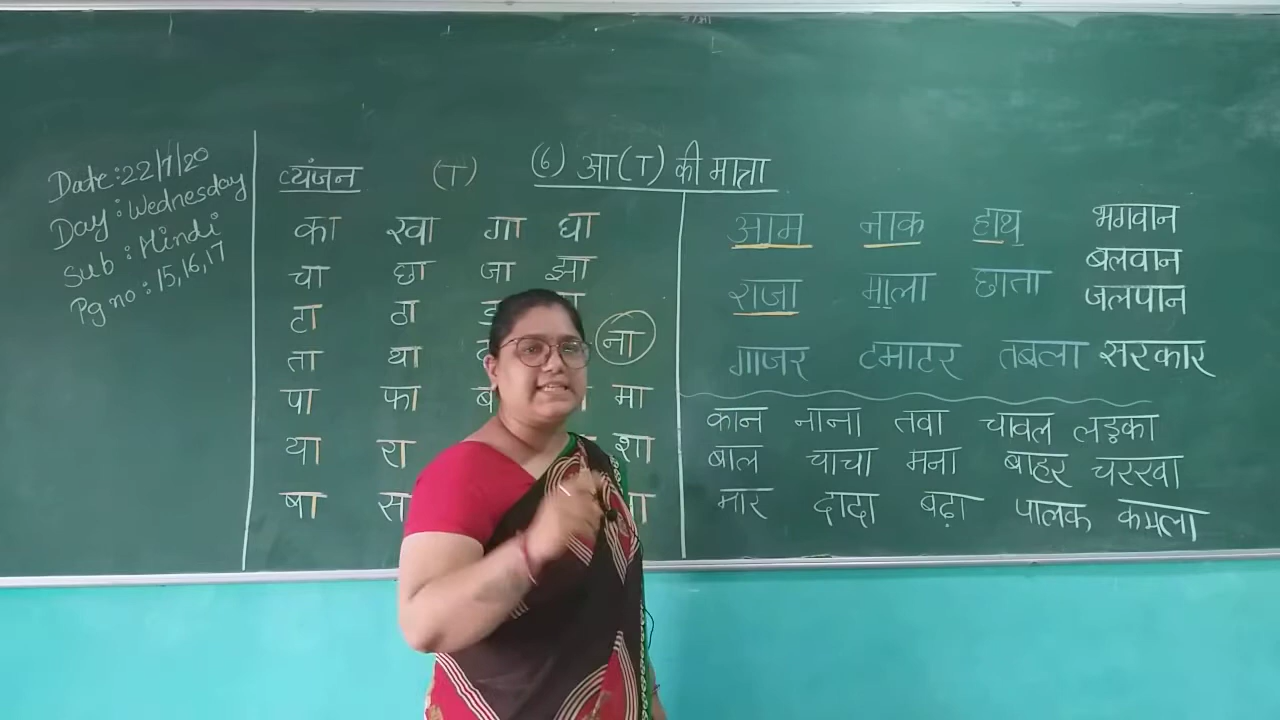 Date: 22/7/20
Day: Wednesday
Sub: Hindi
Pg no: 15,16,17
व्यंजन (ा) (6) आ(ा) की मात्रा
का खा गा घा
चा छा जा झा
टा ठा
ता था ना
पा फा मा
या रा शा
षा
आम नाक हाथ भगवान
बलवान
राजा माला छाता जलपान
गाजर टमाटर तबला सरकार
कान नाना तवा चावल लड़का
बाल चाचा मना बाहर चरखा
मार दादा बढ़ा पालक कमला